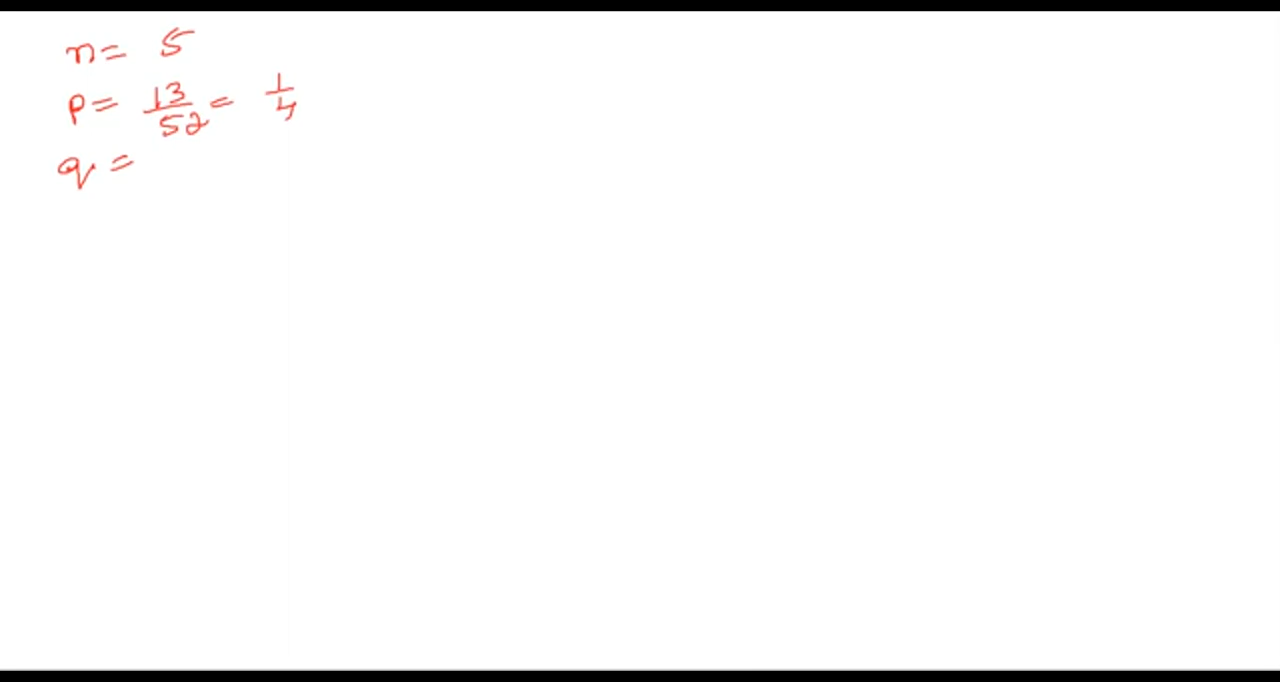 n = 5
p = 13/52 = 1/4
q =